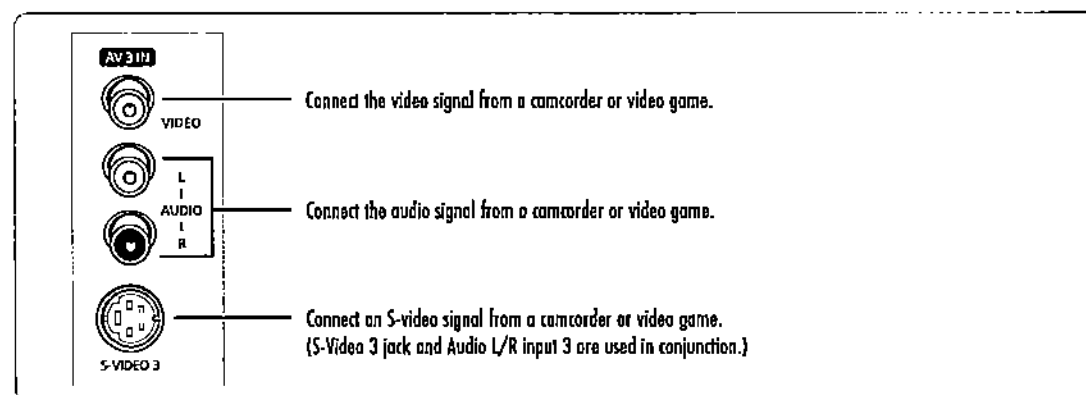 AV 3 IN
VIDEO
Connect the video signal from a camcorder or video game.
L
AUDIO
R
Connect the audio signal from a camcorder or video game.
S-VIDEO 3
Connect an S-video signal from a camcorder or video game.
(S-Video 3 jack and Audio L/R input 3 are used in conjunction.)